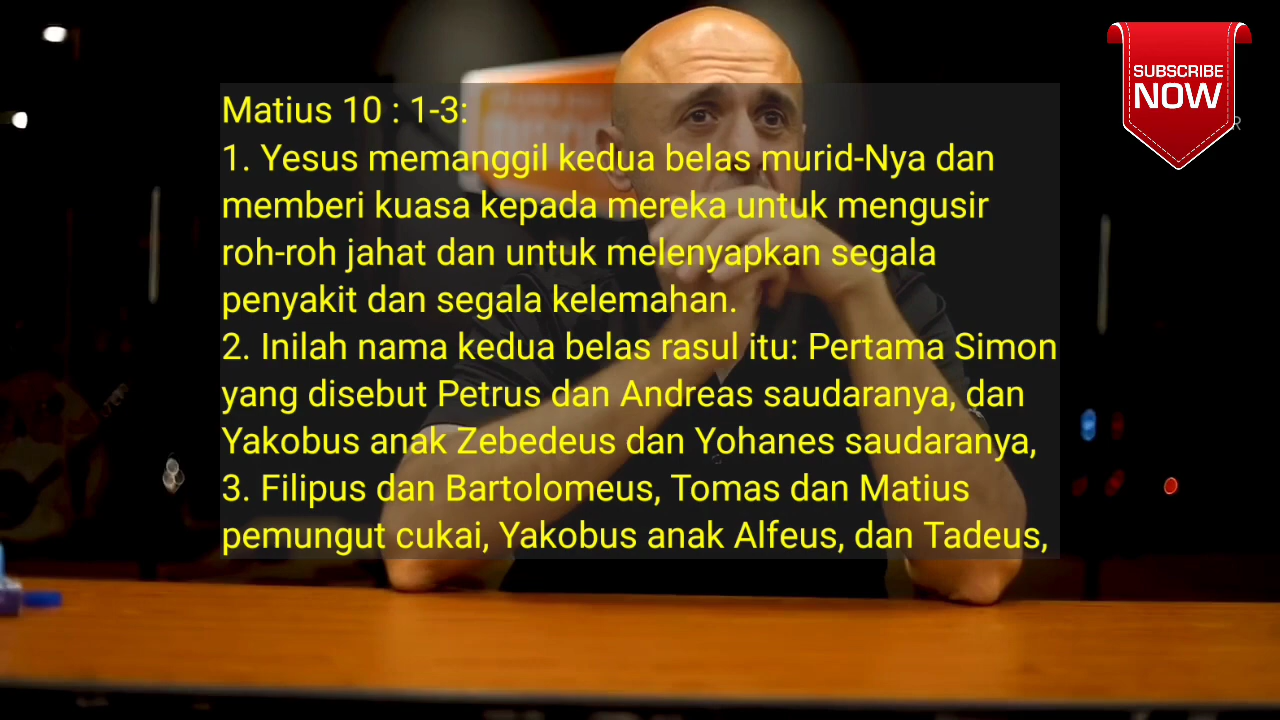 SUBSCRIBE
NOW
R
Matius 10 : 1-3:
1. Yesus memanggil kedua belas murid-Nya dan
memberi kuasa kepada mereka untuk mengusir
roh-roh jahat dan untuk melenyapkan segala
penyakit dan segala kelemahan.
2. Inilah nama kedua belas rasul itu: Pertama Simon
yang disebut Petrus dan Andreas saudaranya, dan
Yakobus anak Zebedeus dan Yohanes saudaranya,
3. Filipus dan Bartolomeus, Tomas dan Matius
pemungut cukai, Yakobus anak Alfeus, dan Tadeus,